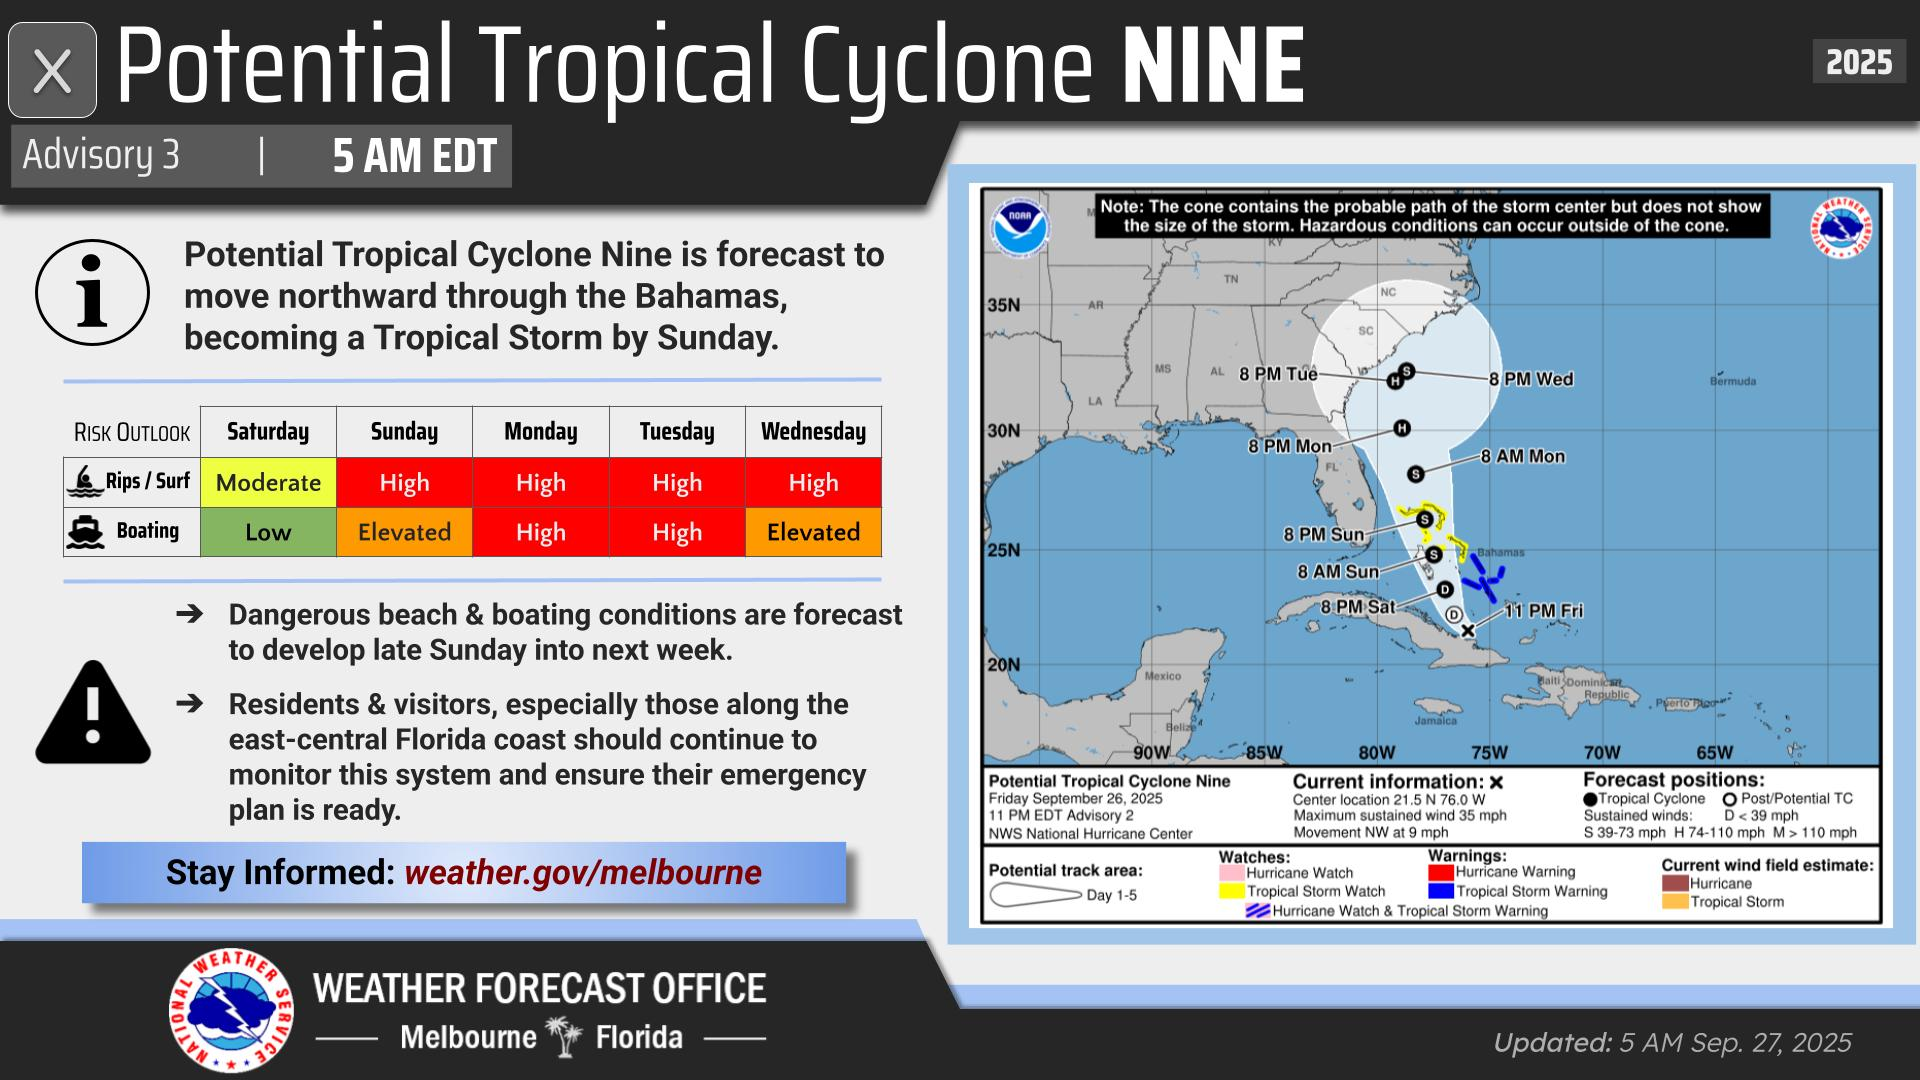 X
Potential Tropical Cyclone NINE
2025
Advisory 3 | 5 AM EDT
Potential Tropical Cyclone Nine is forecast to
move northward through the Bahamas,
becoming a Tropical Storm by Sunday.
RISK OUTLOOK Saturday Sunday Monday Tuesday Wednesday
Rips / Surf Moderate High High High High
Boating Low Elevated High High Elevated
➔ Dangerous beach & boating conditions are forecast
to develop late Sunday into next week.
➔ Residents & visitors, especially those along the
east-central Florida coast should continue to
monitor this system and ensure their emergency
plan is ready.
Stay Informed: weather.gov/melbourne
NATIONAL WEATHER SERVICE
WEATHER FORECAST OFFICE
Melbourne Florida
NOAA
Note: The cone contains the probable path of the storm center but does not show
the size of the storm. Hazardous conditions can occur outside of the cone.
NATIONAL WEATHER SERVICE
KY
TN
NC
AR
35N
SC
MS
AL
8 PM Tue
H
S
8 PM Wed
Bermuda
LA
30N
H
8 PM Mon
8 AM Mon
FL
S
8 PM Sun
S
25N
S
Bahamas
8 AM Sun
D
8 PM Sat
D
11 PM Fri
20N
Mexico
Haiti
Dominican
Republic
Puerto Rico
Jamaica
Belize
90W 85W 80W 75W 70W 65W
Potential Tropical Cyclone Nine
Friday September 26, 2025
11 PM EDT Advisory 2
NWS National Hurricane Center
Current information: ✕
Center location 21.5 N 76.0 W
Maximum sustained wind 35 mph
Movement NW at 9 mph
Forecast positions:
Tropical Cyclone Post/Potential TC
Sustained winds: D < 39 mph
S 39-73 mph H 74-110 mph M > 110 mph
Potential track area:
Day 1-5
Watches:
Hurricane Watch
Tropical Storm Watch
Warnings:
Hurricane Warning
Tropical Storm Warning
Hurricane Watch & Tropical Storm Warning
Current wind field estimate:
Hurricane
Tropical Storm
Updated: 5 AM Sep. 27, 2025